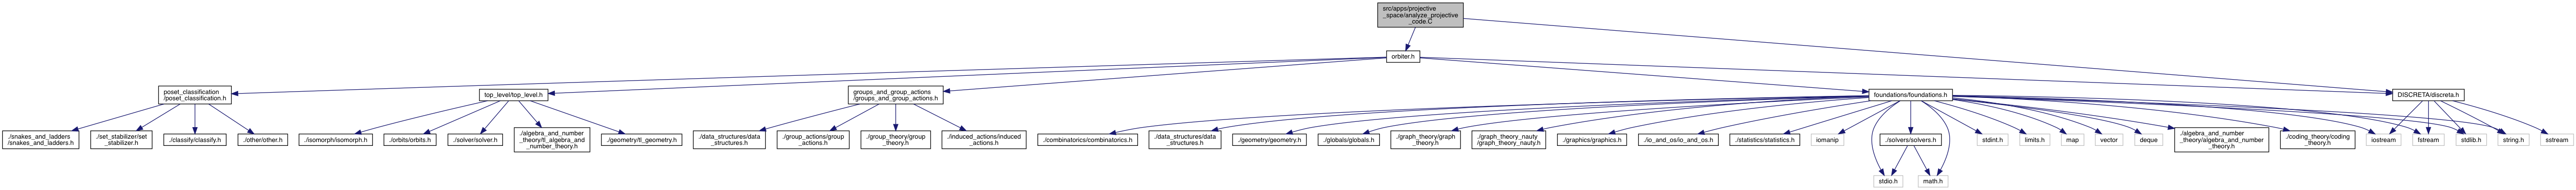 src/apps/projective
_space/analyze_projective
_code.C
orbiter.h
poset_classification
/poset_classification.h
top_level/top_level.h
groups_and_group_actions
/groups_and_group_actions.h
foundations/foundations.h
DISCRETA/discreta.h
./snakes_and_ladders
/snakes_and_ladders.h
./set_stabilizer/set
_stabilizer.h
./classify/classify.h
./other/other.h
./isomorph/isomorph.h
./orbits/orbits.h
./solver/solver.h
./algebra_and_number
_theory/tl_algebra_and
_number_theory.h
./geometry/tl_geometry.h
./data_structures/data
_structures.h
./group_actions/group
_actions.h
./group_theory/group
_theory.h
./induced_actions/induced
_actions.h
./combinatorics/combinatorics.h
./data_structures/data
_structures.h
./geometry/geometry.h
./globals/globals.h
./graph_theory/graph
_theory.h
./graph_theory_nauty
/graph_theory_nauty.h
./graphics/graphics.h
./io_and_os/io_and_os.h
./statistics/statistics.h
iomanip
./solvers/solvers.h
stdint.h
limits.h
map
vector
deque
./algebra_and_number
_theory/algebra_and_number
_theory.h
./coding_theory/coding
_theory.h
iostream
fstream
stdlib.h
string.h
sstream
stdio.h
math.h